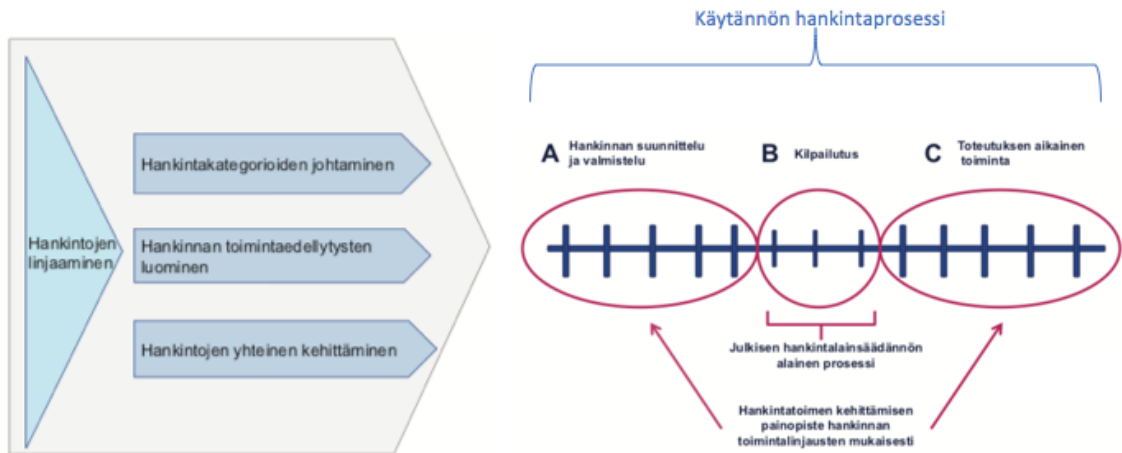 Hankintojen
linjaaminen
Hankintakategorioiden johtaminen
Hankinnan toimintaedellytysten
luominen
Hankintojen yhteinen kehittäminen
Käytännön hankintaprosessi
A Hankinnan suunnittelu
ja valmistelu
B Kilpailutus
C Toteutuksen aikainen
toiminta
Julkisen hankintalainsäädännön
alainen prosessi
Hankintatoimen kehittämisen
painopiste hankinnan
toimintalinjausten mukaisesti